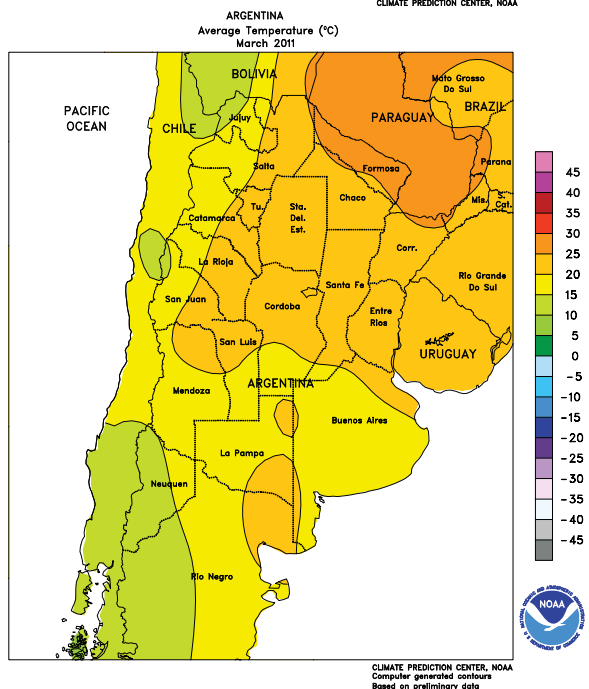 CLIMATE PREDICTION CENTER, NOAA
ARGENTINA
Average Temperature (°C)
March 2011
BOLIVIA
Mato Grosso
Do Sul
BRAZIL
PACIFIC
OCEAN
CHILE
Jujuy
PARAGUAY
Salta
Formosa
Parana
Chaco
Mis.
S.
Cat.
Tu.
Sta.
Del.
Est.
Catamarca
Corr.
La Rioja
Rio Grande
Do Sul
San Juan
Santa Fe
Cordoba
Entre
Rios
San Luis
URUGUAY
ARGENTINA
Mendoza
Buenos Aires
La Pampa
Neuquen
Rio Negro
45
40
35
30
25
20
15
10
5
0
-5
-10
-15
-20
-25
-30
-35
-40
-45
NOAA
CLIMATE PREDICTION CENTER, NOAA
Computer generated contours
Based on preliminary data